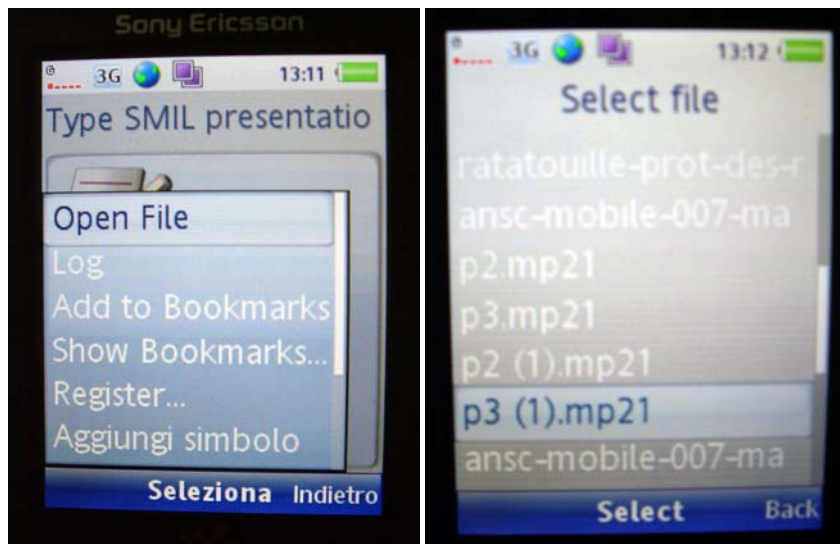 Sony Ericsson
3G 13:11
Type SMIL presentatio
Open File
Log
Add to Bookmarks
Show Bookmarks...
Register...
Aggiungi simbolo
Seleziona Indietro
3G 13:12
Select file
ratatouille-prot-des-r
ansc-mobile-007-ma
p2.mp21
p3.mp21
p2 (1).mp21
p3 (1).mp21
ansc-mobile-007-ma
Select Back